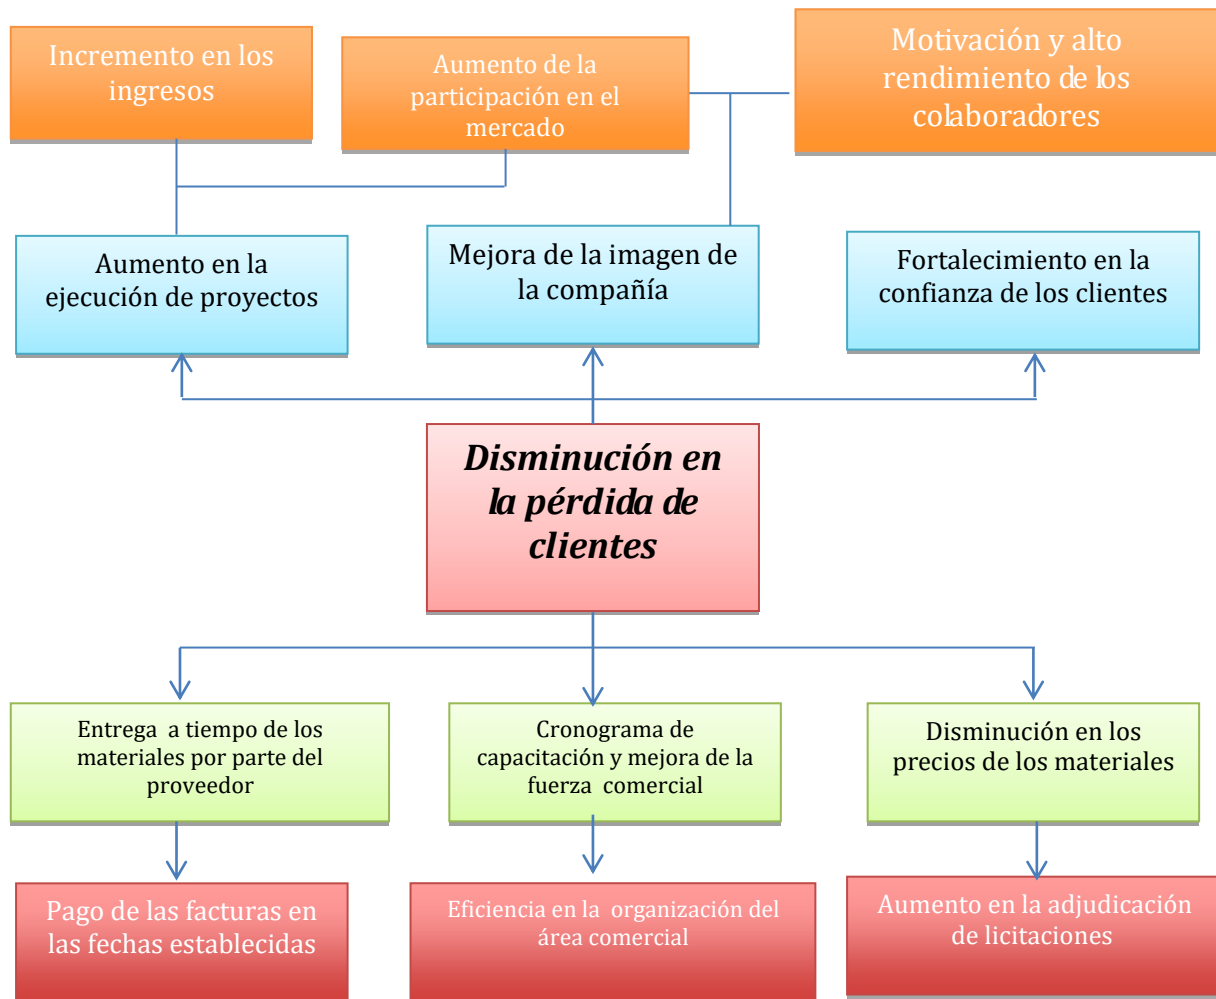 Incremento en los
ingresos
Aumento de la
participación en el
mercado
Motivación y alto
rendimiento de los
colaboradores
Aumento en la
ejecución de proyectos
Mejora de la imagen de
la compañía
Fortalecimiento en la
confianza de los clientes
Disminución en
la pérdida de
clientes
Entrega a tiempo de los
materiales por parte del
proveedor
Cronograma de
capacitación y mejora de la
fuerza comercial
Disminución en los
precios de los materiales
Pago de las facturas en
las fechas establecidas
Eficiencia en la organización del
área comercial
Aumento en la adjudicación
de licitaciones